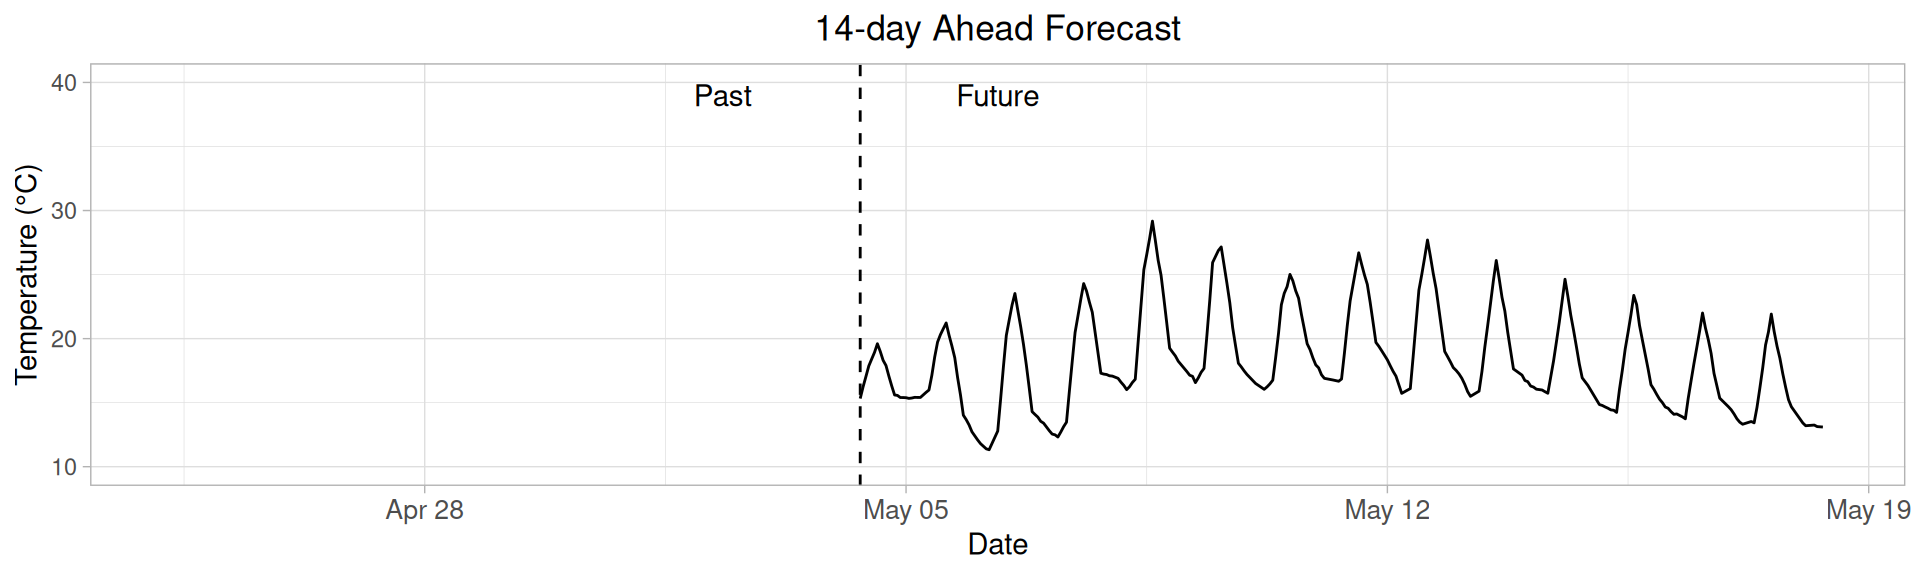 14-day Ahead Forecast
Past
Future
40
30
20
10
Temperature (°C)
Apr 28
May 05
May 12
May 19
Date